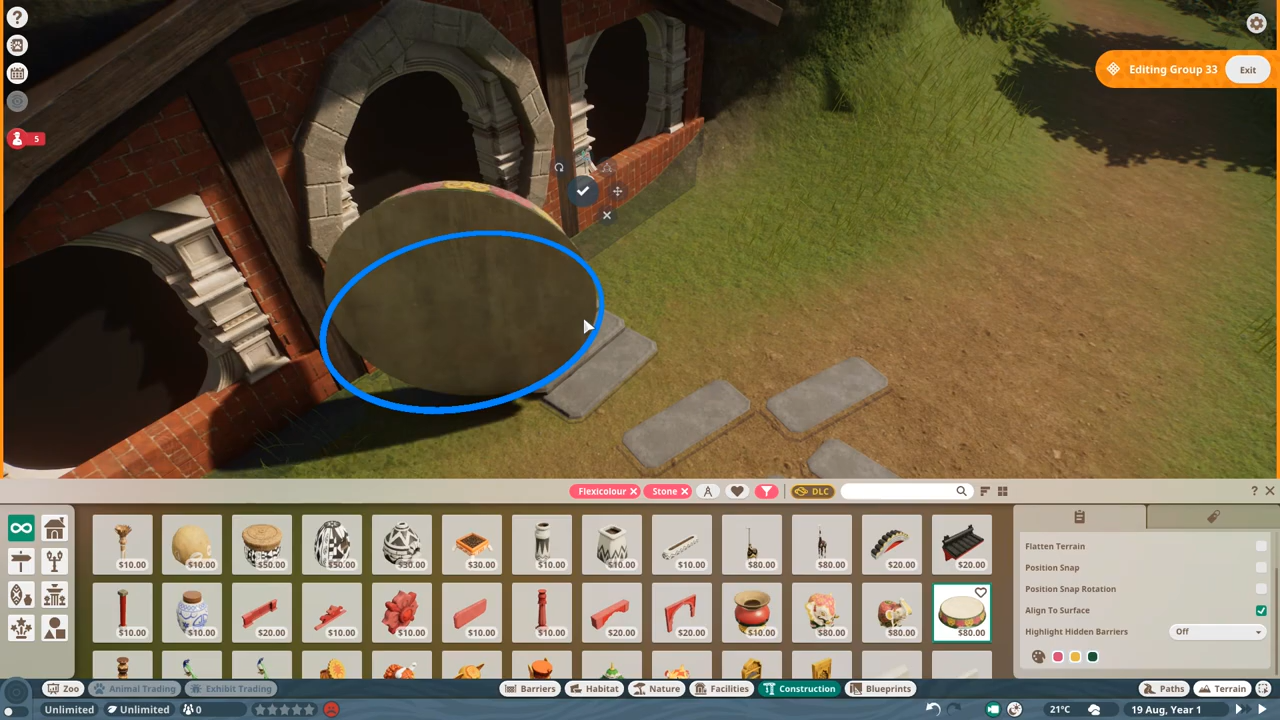 ?
Editing Group 33 Exit
5
Flexicolour Stone DLC
?
$10.00 $10.00 $50.00 $50.00 $30.00 $30.00 $10.00 $10.00 $10.00 $80.00 $80.00 $20.00 $20.00
$10.00 $10.00 $20.00 $10.00 $10.00 $10.00 $10.00 $20.00 $20.00 $10.00 $80.00 $80.00 $80.00
Flatten Terrain
Position Snap
Position Snap Rotation
Align To Surface
Highlight Hidden Barriers Off
Zoo Animal Trading Exhibit Trading Barriers Habitat Nature Facilities Construction Blueprints Paths Terrain
Unlimited Unlimited 0 21°C 19 Aug, Year 1